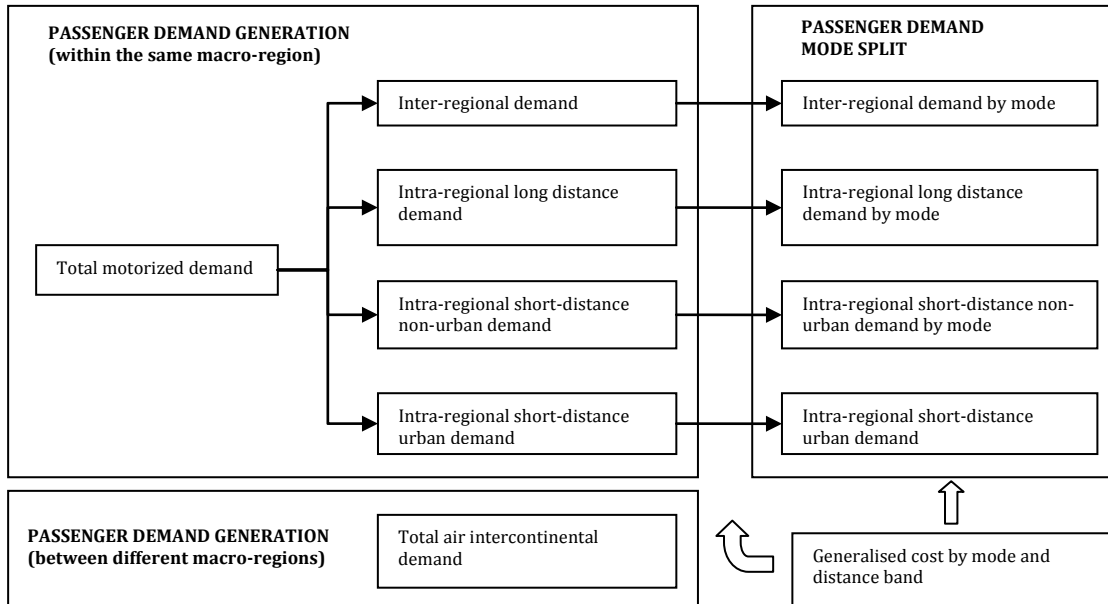 PASSENGER DEMAND GENERATION
(within the same macro-region)
Total motorized demand
Inter-regional demand
Intra-regional long distance
demand
Intra-regional short-distance
non-urban demand
Intra-regional short-distance
urban demand
PASSENGER DEMAND
MODE SPLIT
Inter-regional demand by mode
Intra-regional long distance
demand by mode
Intra-regional short-distance non-
urban demand by mode
Intra-regional short-distance
urban demand
PASSENGER DEMAND GENERATION
(between different macro-regions)
Total air intercontinental
demand
Generalised cost by mode and
distance band